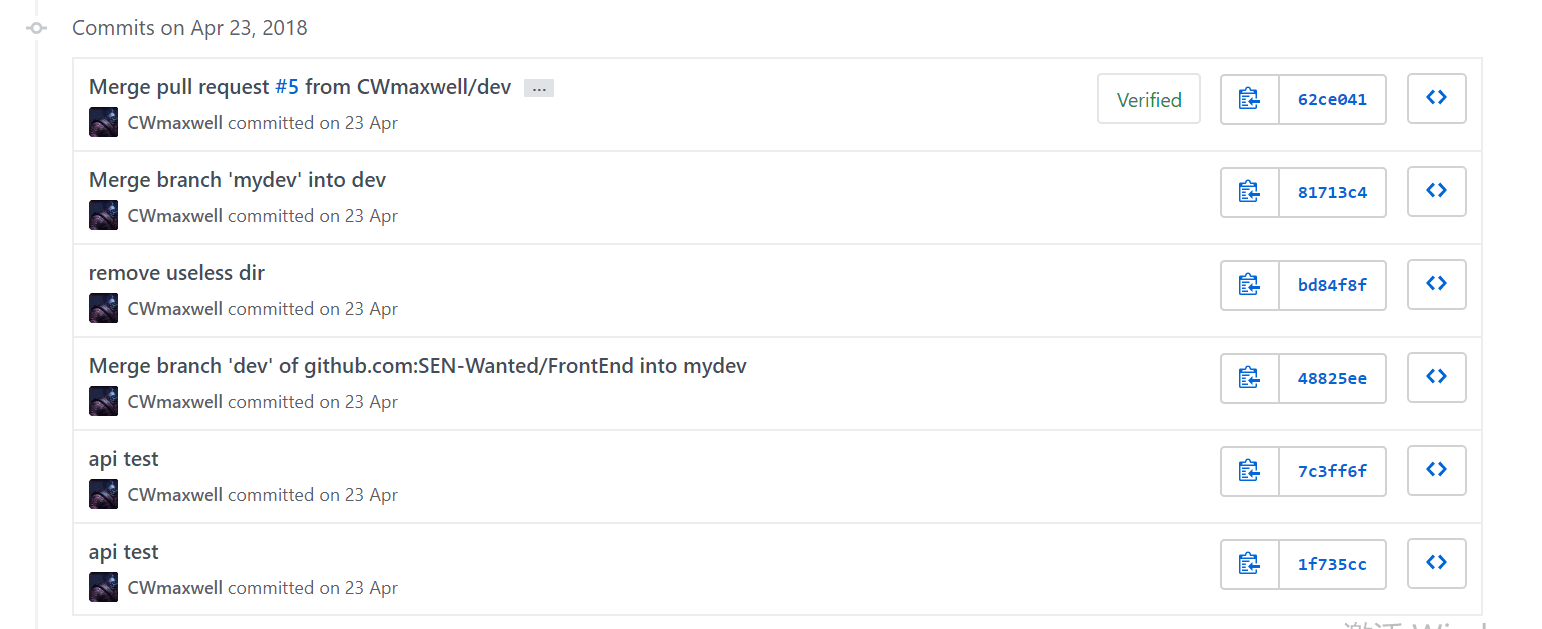 Commits on Apr 23, 2018
Merge pull request #5 from CWmaxwell/dev ...
CWmaxwell committed on 23 Apr
Verified
62ce041
Merge branch 'mydev' into dev
CWmaxwell committed on 23 Apr
81713c4
remove useless dir
CWmaxwell committed on 23 Apr
bd84f8f
Merge branch 'dev' of github.com:SEN-Wanted/FrontEnd into mydev
CWmaxwell committed on 23 Apr
48825ee
api test
CWmaxwell committed on 23 Apr
7c3ff6f
api test
CWmaxwell committed on 23 Apr
1f735cc